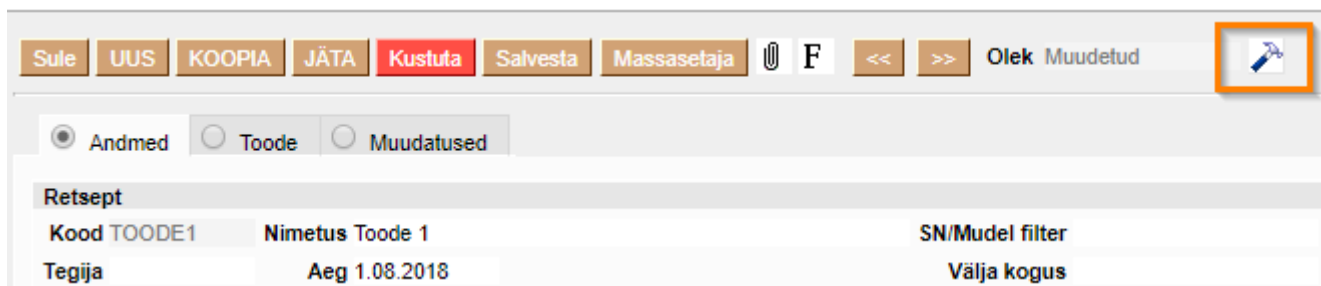 Sule UUS KOOPIA JÄTA Kustuta Salvesta Massasetaja F << >> Olek Muudetud
Andmed Toode Muudatused
Retsept
Kood TOODE1 Nimetus Toode 1 SN/Mudel filter
Tegija Aeg 1.08.2018 Välja kogus